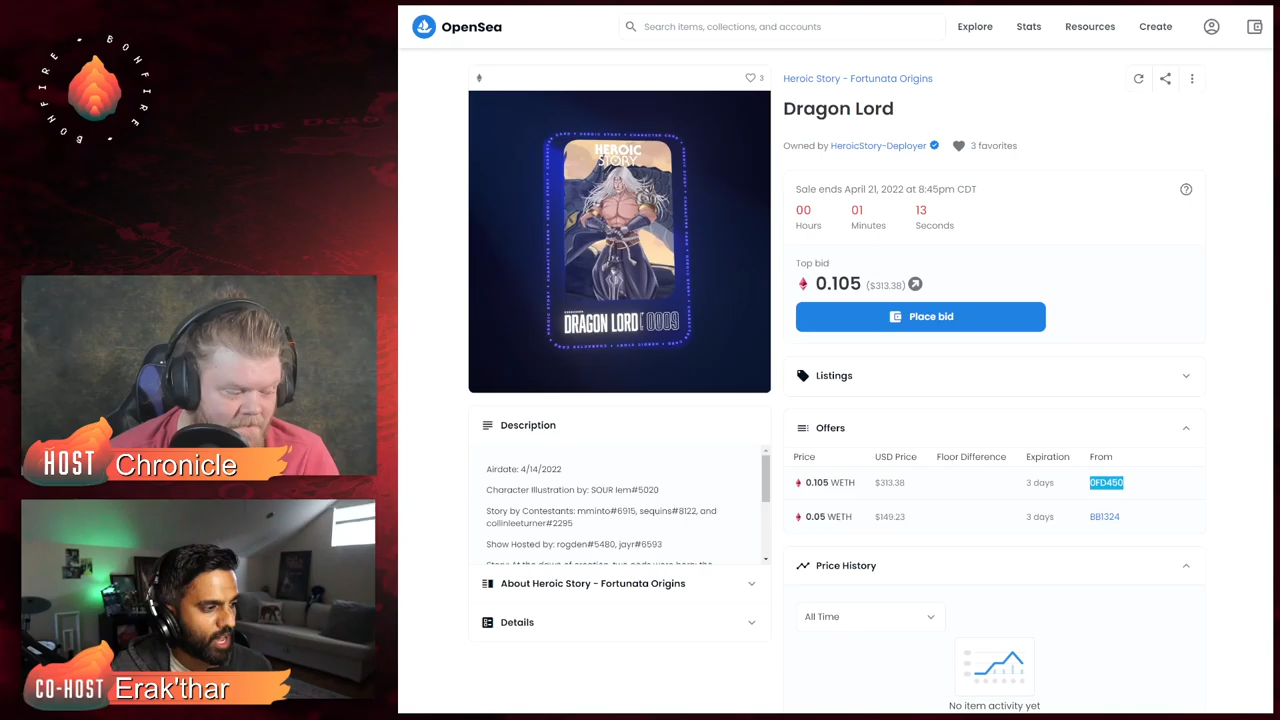 BONFIRE • BONFIRE •
HOST Chronicle
CO-HOST Erak'thar
OpenSea
Search items, collections, and accounts
Explore
Stats
Resources
Create
3
HEROIC
STORY
DRAGON LORD
0009
Heroic Story - Fortunata Origins
Dragon Lord
Owned by HeroicStory-Deployer
3 favorites
Sale ends April 21, 2022 at 8:45pm CDT
00 01 13
Hours Minutes Seconds
Top bid
0.105 ($313.38)
Place bid
Listings
Offers
Price USD Price Floor Difference Expiration From
0.105 WETH $313.38 3 days 0FD450
0.05 WETH $149.23 3 days BB1324
Price History
All Time
No item activity yet
Description
Airdate: 4/14/2022
Character Illustration by: SOUR lem#5020
Story by Contestants: mminto#6915, sequins#8122, and
collinleeturner#2295
Show Hosted by: rogden#5480, jayr#6593
About Heroic Story - Fortunata Origins
Details